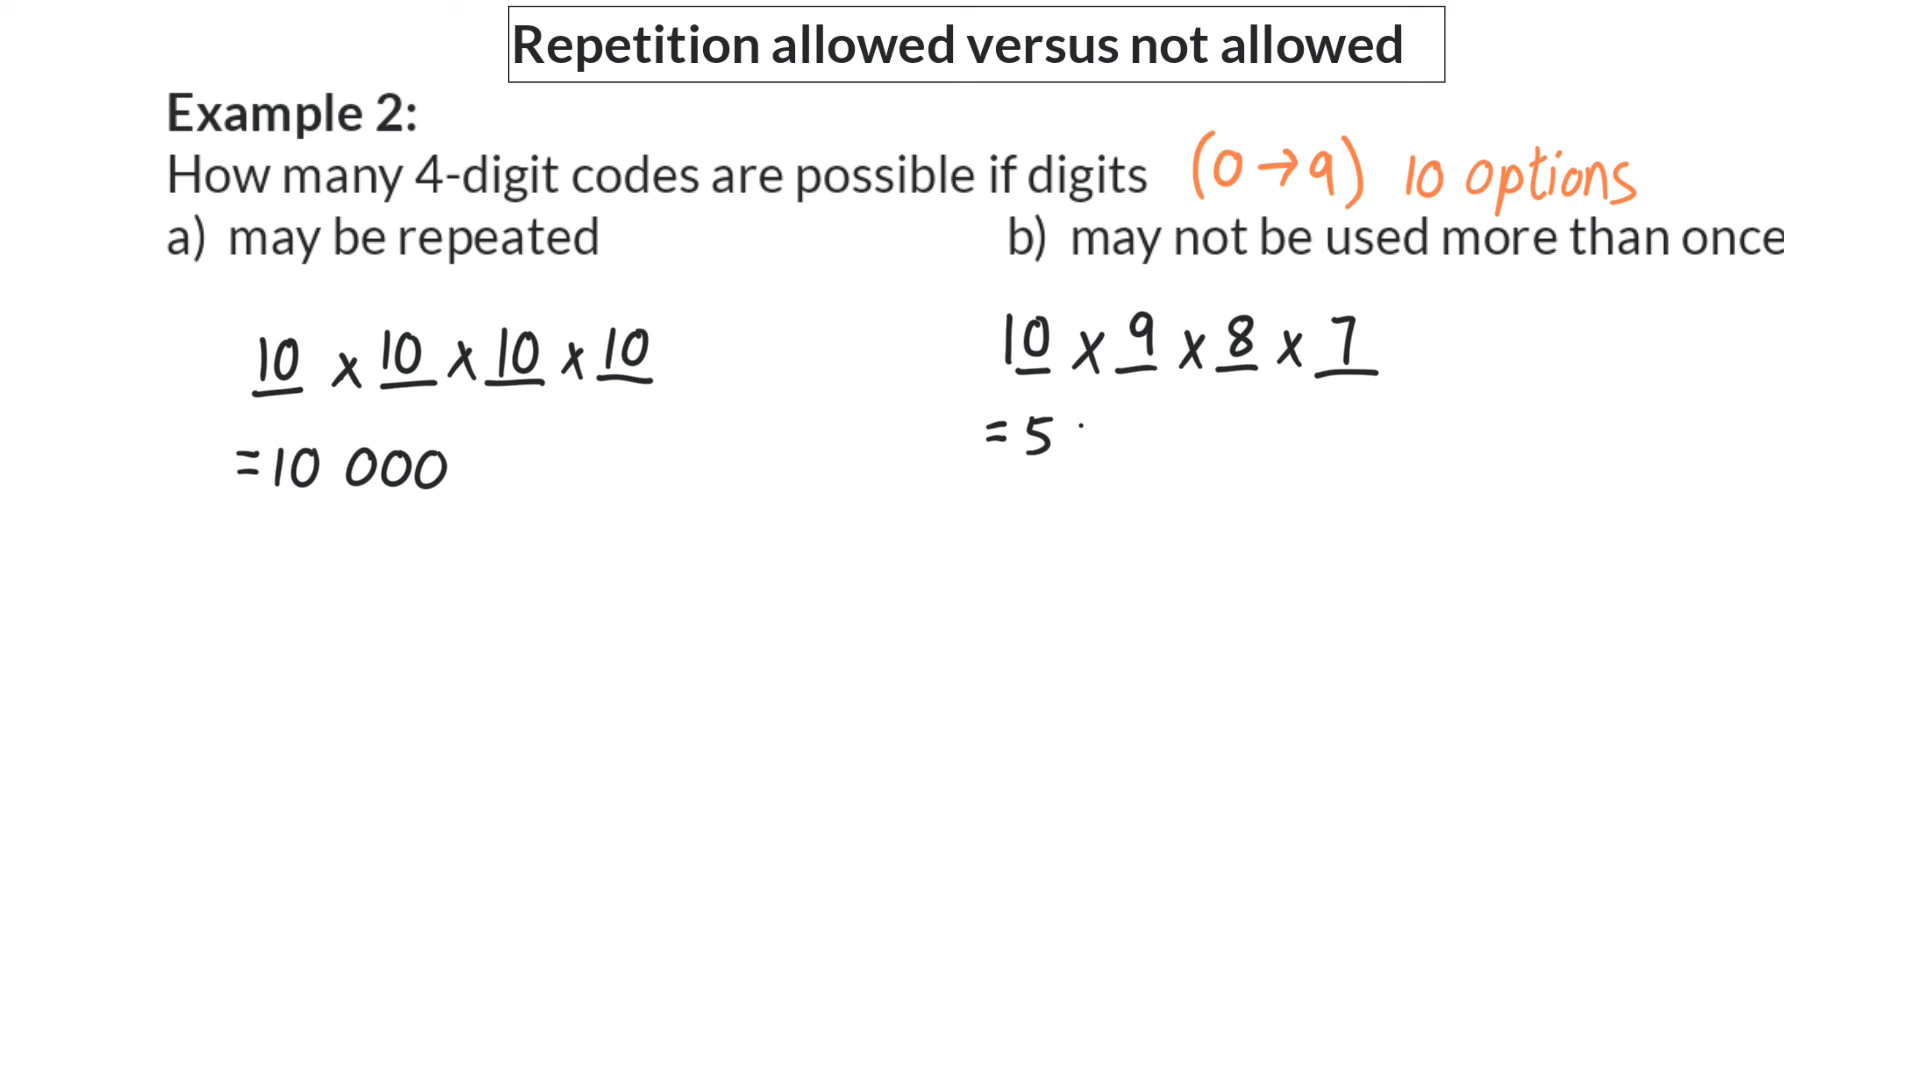 Repetition allowed versus not allowed
Example 2:
How many 4-digit codes are possible if digits (0→9) 10 options
a) may be repeated
b) may not be used more than once
10 x 10 x 10 x 10
= 10 000
10 x 9 x 8 x 7
= 5